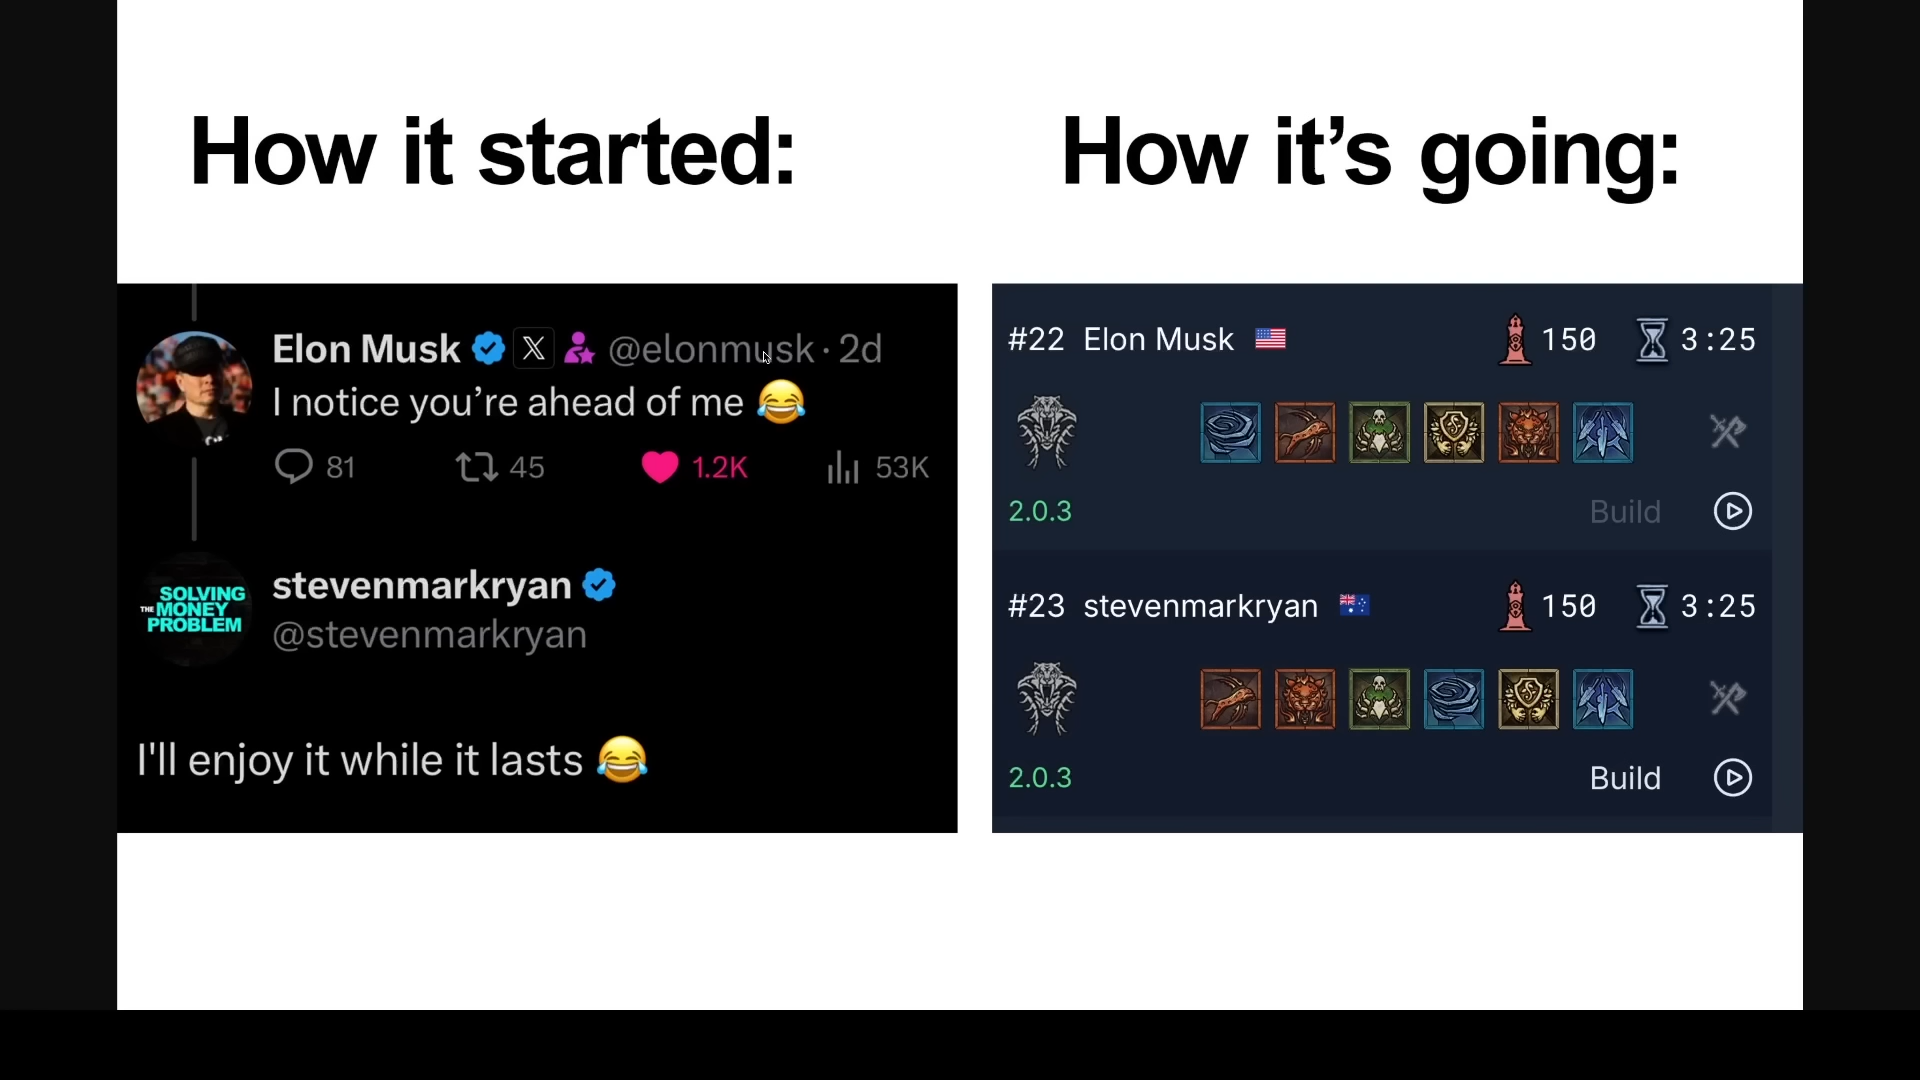 How it started:
How it’s going:
Elon Musk @elonmusk · 2d
I notice you’re ahead of me 😂
81 45 1.2K 53K
SOLVING
THE MONEY
PROBLEM
stevenmarkryan
@stevenmarkryan
I'll enjoy it while it lasts 😂
#22 Elon Musk 150 3:25
2.0.3 Build
#23 stevenmarkryan 150 3:25
2.0.3 Build